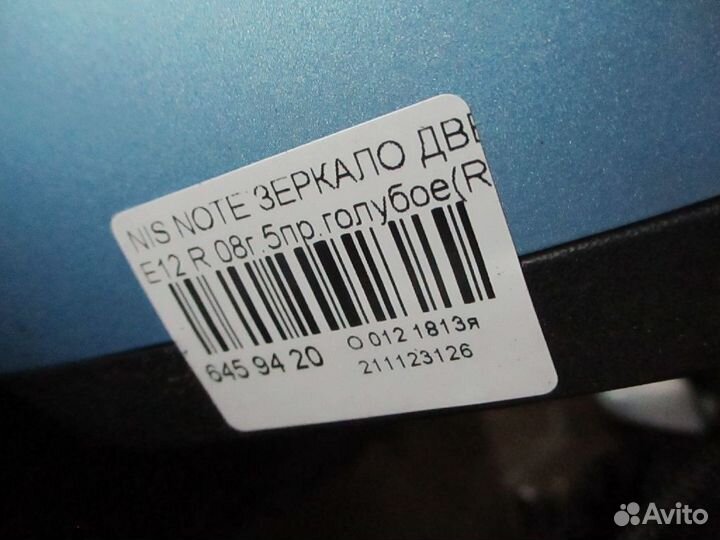 NIS NOTE ЗЕРКАЛО ДВЕ
E12 R 08г.5пр.голубое(R
645 94 20
О 012 1813я
211123126
Avito